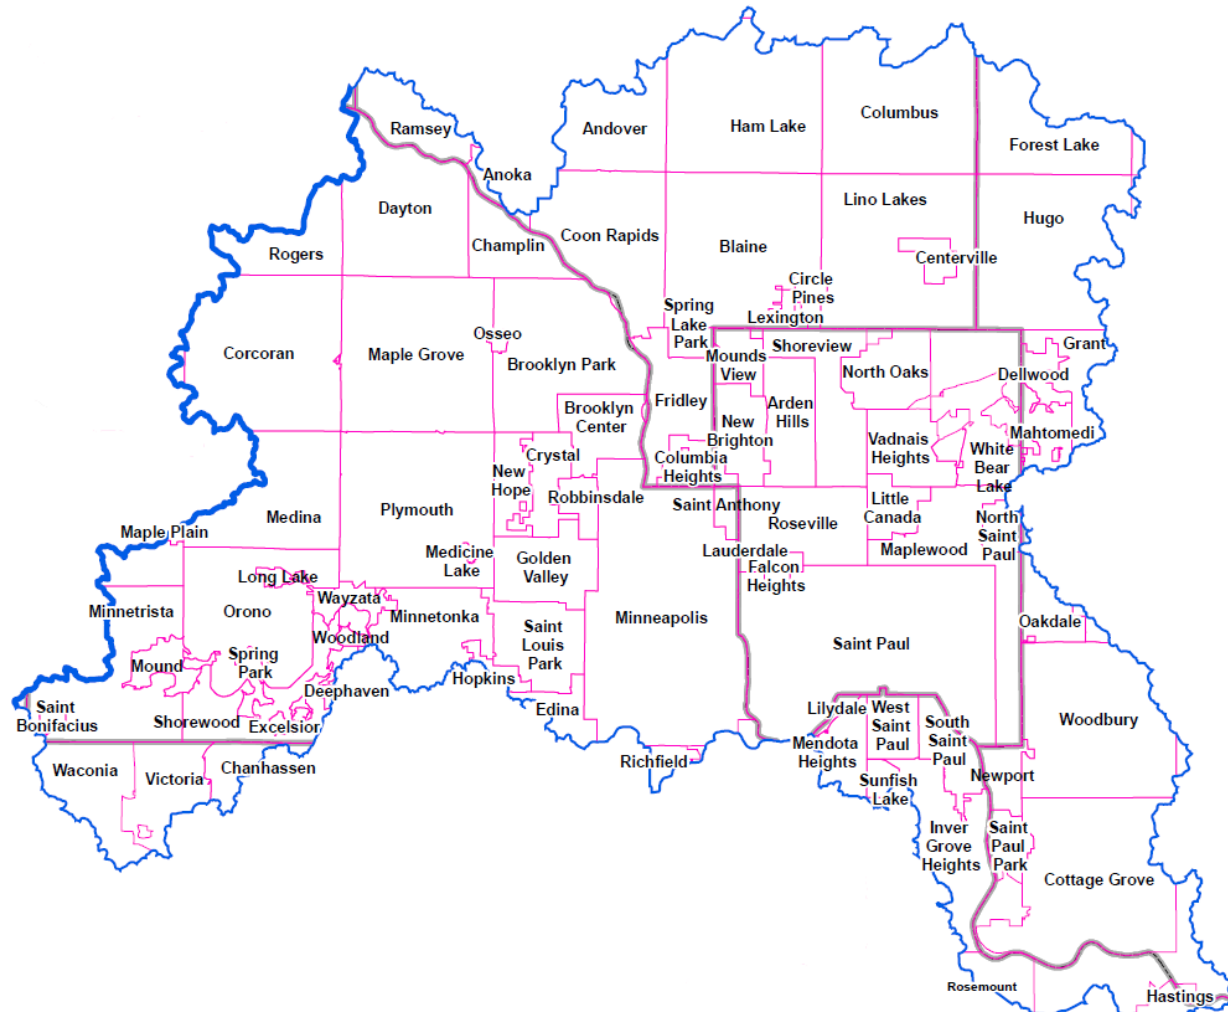 Columbus
Ramsey
Andover
Ham Lake
Forest Lake
Anoka
Lino Lakes
Dayton
Hugo
Coon Rapids
Champlin
Blaine
Rogers
Centerville
Circle
Pines
Spring
Lake
Park
Lexington
Osseo
Shoreview
Grant
Corcoran
Maple Grove
Mounds
View
Brooklyn Park
North Oaks
Dellwood
Fridley
Arden
Hills
Brooklyn
Center
New
Brighton
Mahtomedi
Vadnais
Heights
White
Bear
Lake
Crystal
Columbia
Heights
New
Hope
Robbinsdale
Saint Anthony
Little
Canada
Plymouth
Medina
Roseville
North
Saint
Paul
Maple Plain
Maplewood
Medicine
Lake
Lauderdale
Golden
Valley
Falcon
Heights
Long Lake
Wayzata
Minnetrista
Orono
Minnetonka
Minneapolis
Oakdale
Saint
Louis
Park
Woodland
Saint Paul
Spring
Park
Mound
Hopkins
Deephaven
Saint
Bonifacius
Edina
Lilydale
West
Saint
Paul
Shorewood
Excelsior
South
Saint
Paul
Woodbury
Mendota
Heights
Richfield
Waconia
Victoria
Chanhassen
Sunfish
Lake
Newport
Inver
Grove
Heights
Saint
Paul
Park
Cottage Grove
Rosemount
Hastings